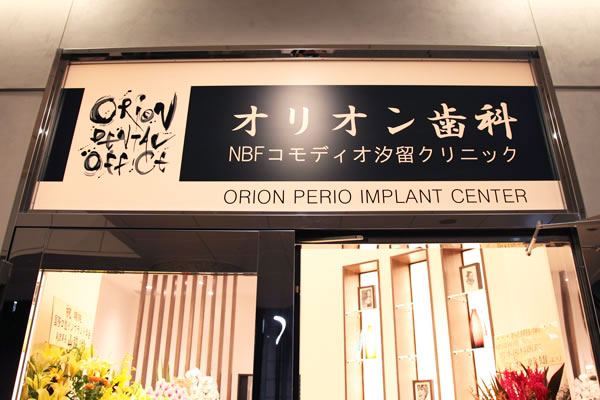 ORION
DENTAL
OFFICE
オリオン歯科
NBFコモディオ汐留クリニック
ORION PERIO IMPLANT CENTER